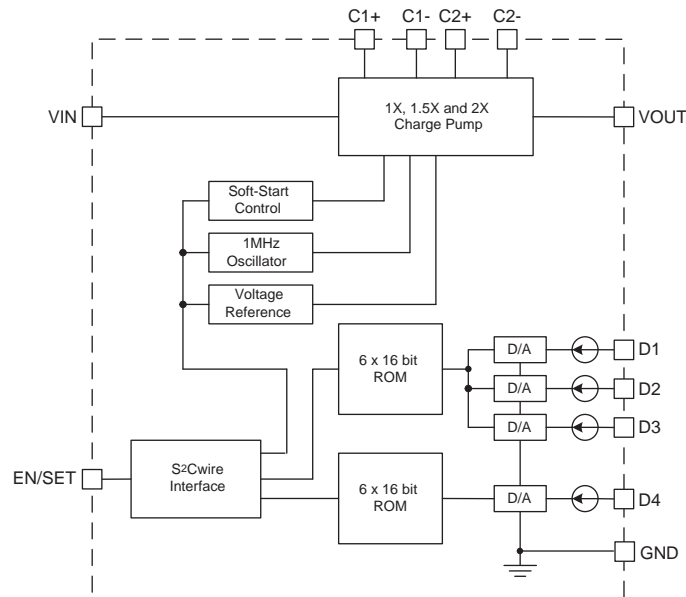 C1+ C1- C2+ C2-
VIN
1X, 1.5X and 2X
Charge Pump
VOUT
Soft-Start
Control
1MHz
Oscillator
Voltage
Reference
6 x 16 bit
ROM
D/A
D1
D/A
D2
D/A
D3
EN/SET
S2Cwire
Interface
6 x 16 bit
ROM
D/A
D4
GND